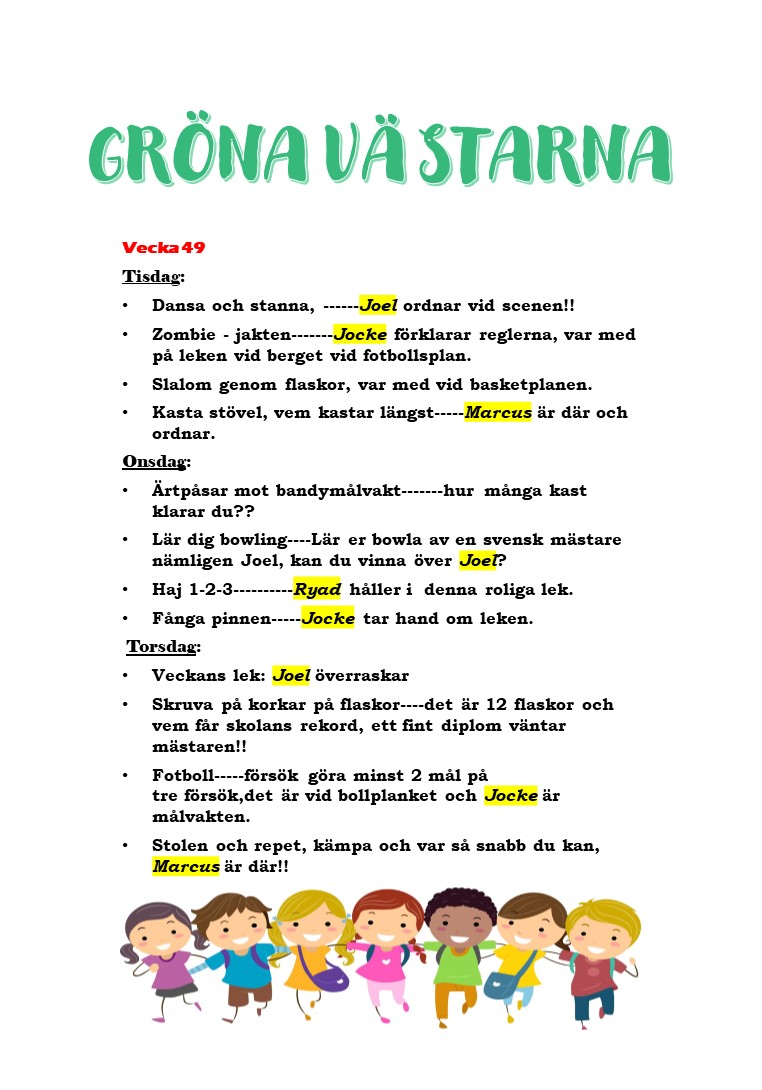 GRÖNA VÄSTARNA
Vecka 49
Tisdag:
• Dansa och stanna, ------Joel ordnar vid scenen!!
• Zombie - jakten-------Jocke förklarar reglerna, var med
på leken vid berget vid fotbollsplan.
• Slalom genom flaskor, var med vid basketplanen.
• Kasta stövel, vem kastar längst-----Marcus är där och
ordnar.
Onsdag:
• Ärtpåsar mot bandymålvakt-------hur många kast
klarar du??
• Lär dig bowling----Lär er bowla av en svensk mästare
nämligen Joel, kan du vinna över Joel?
• Haj 1-2-3----------Ryad håller i denna roliga lek.
• Fånga pinnen-----Jocke tar hand om leken.
Torsdag:
• Veckans lek: Joel överraskar
• Skruva på korkar på flaskor----det är 12 flaskor och
vem får skolans rekord, ett fint diplom väntar
mästaren!!
• Fotboll-----försök göra minst 2 mål på
tre försök,det är vid bollplanket och Jocke är
målvakten.
• Stolen och repet, kämpa och var så snabb du kan,
Marcus är där!!